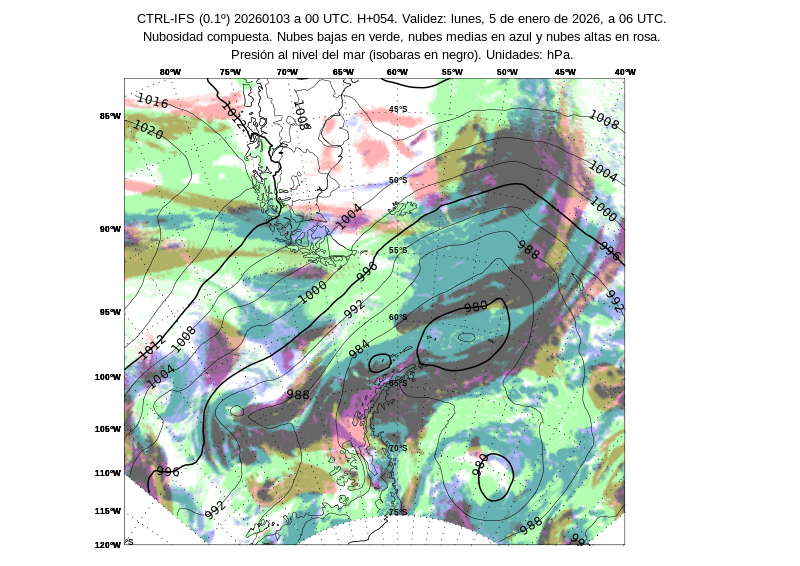 CTRL-IFS (0.1º) 20260103 a 00 UTC. H+054. Validez: lunes, 5 de enero de 2026, a 06 UTC.
Nubosidad compuesta. Nubes bajas en verde, nubes medias en azul y nubes altas en rosa.
Presión al nivel del mar (isobaras en negro). Unidades: hPa.
80°W 75°W 70°W 65°W 60°W 55°W 50°W 45°W 40°W
1016 1012 1008 45°S 1008
85°W
1020
1004 50°S
1004 1000
90°W
55°S 988 996
996
1000 992
95°W 992 60°S 980
1012 1008 984
100°W 1004 65°S
988
105°W
70°S
110°W 996 980
115°W 992 75°S 988
120°W °S 99